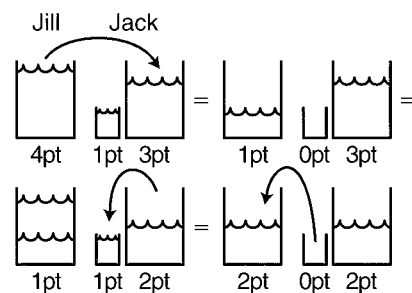 Jill Jack
= =
4pt 1pt 3pt 1pt 0pt 3pt
=
1pt 1pt 2pt 2pt 0pt 2pt